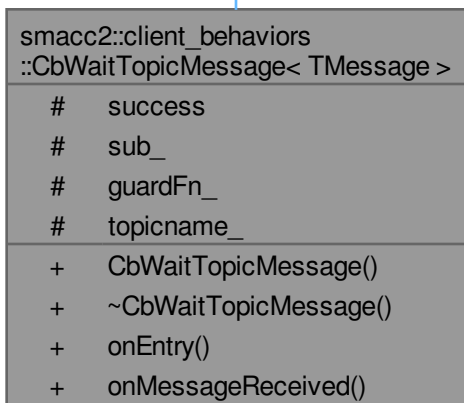 smacc2::client_behaviors
::CbWaitTopicMessage< TMessage >
# success
# sub_
# guardFn_
# topicname_
+ CbWaitTopicMessage()
+ ~CbWaitTopicMessage()
+ onEntry()
+ onMessageReceived()